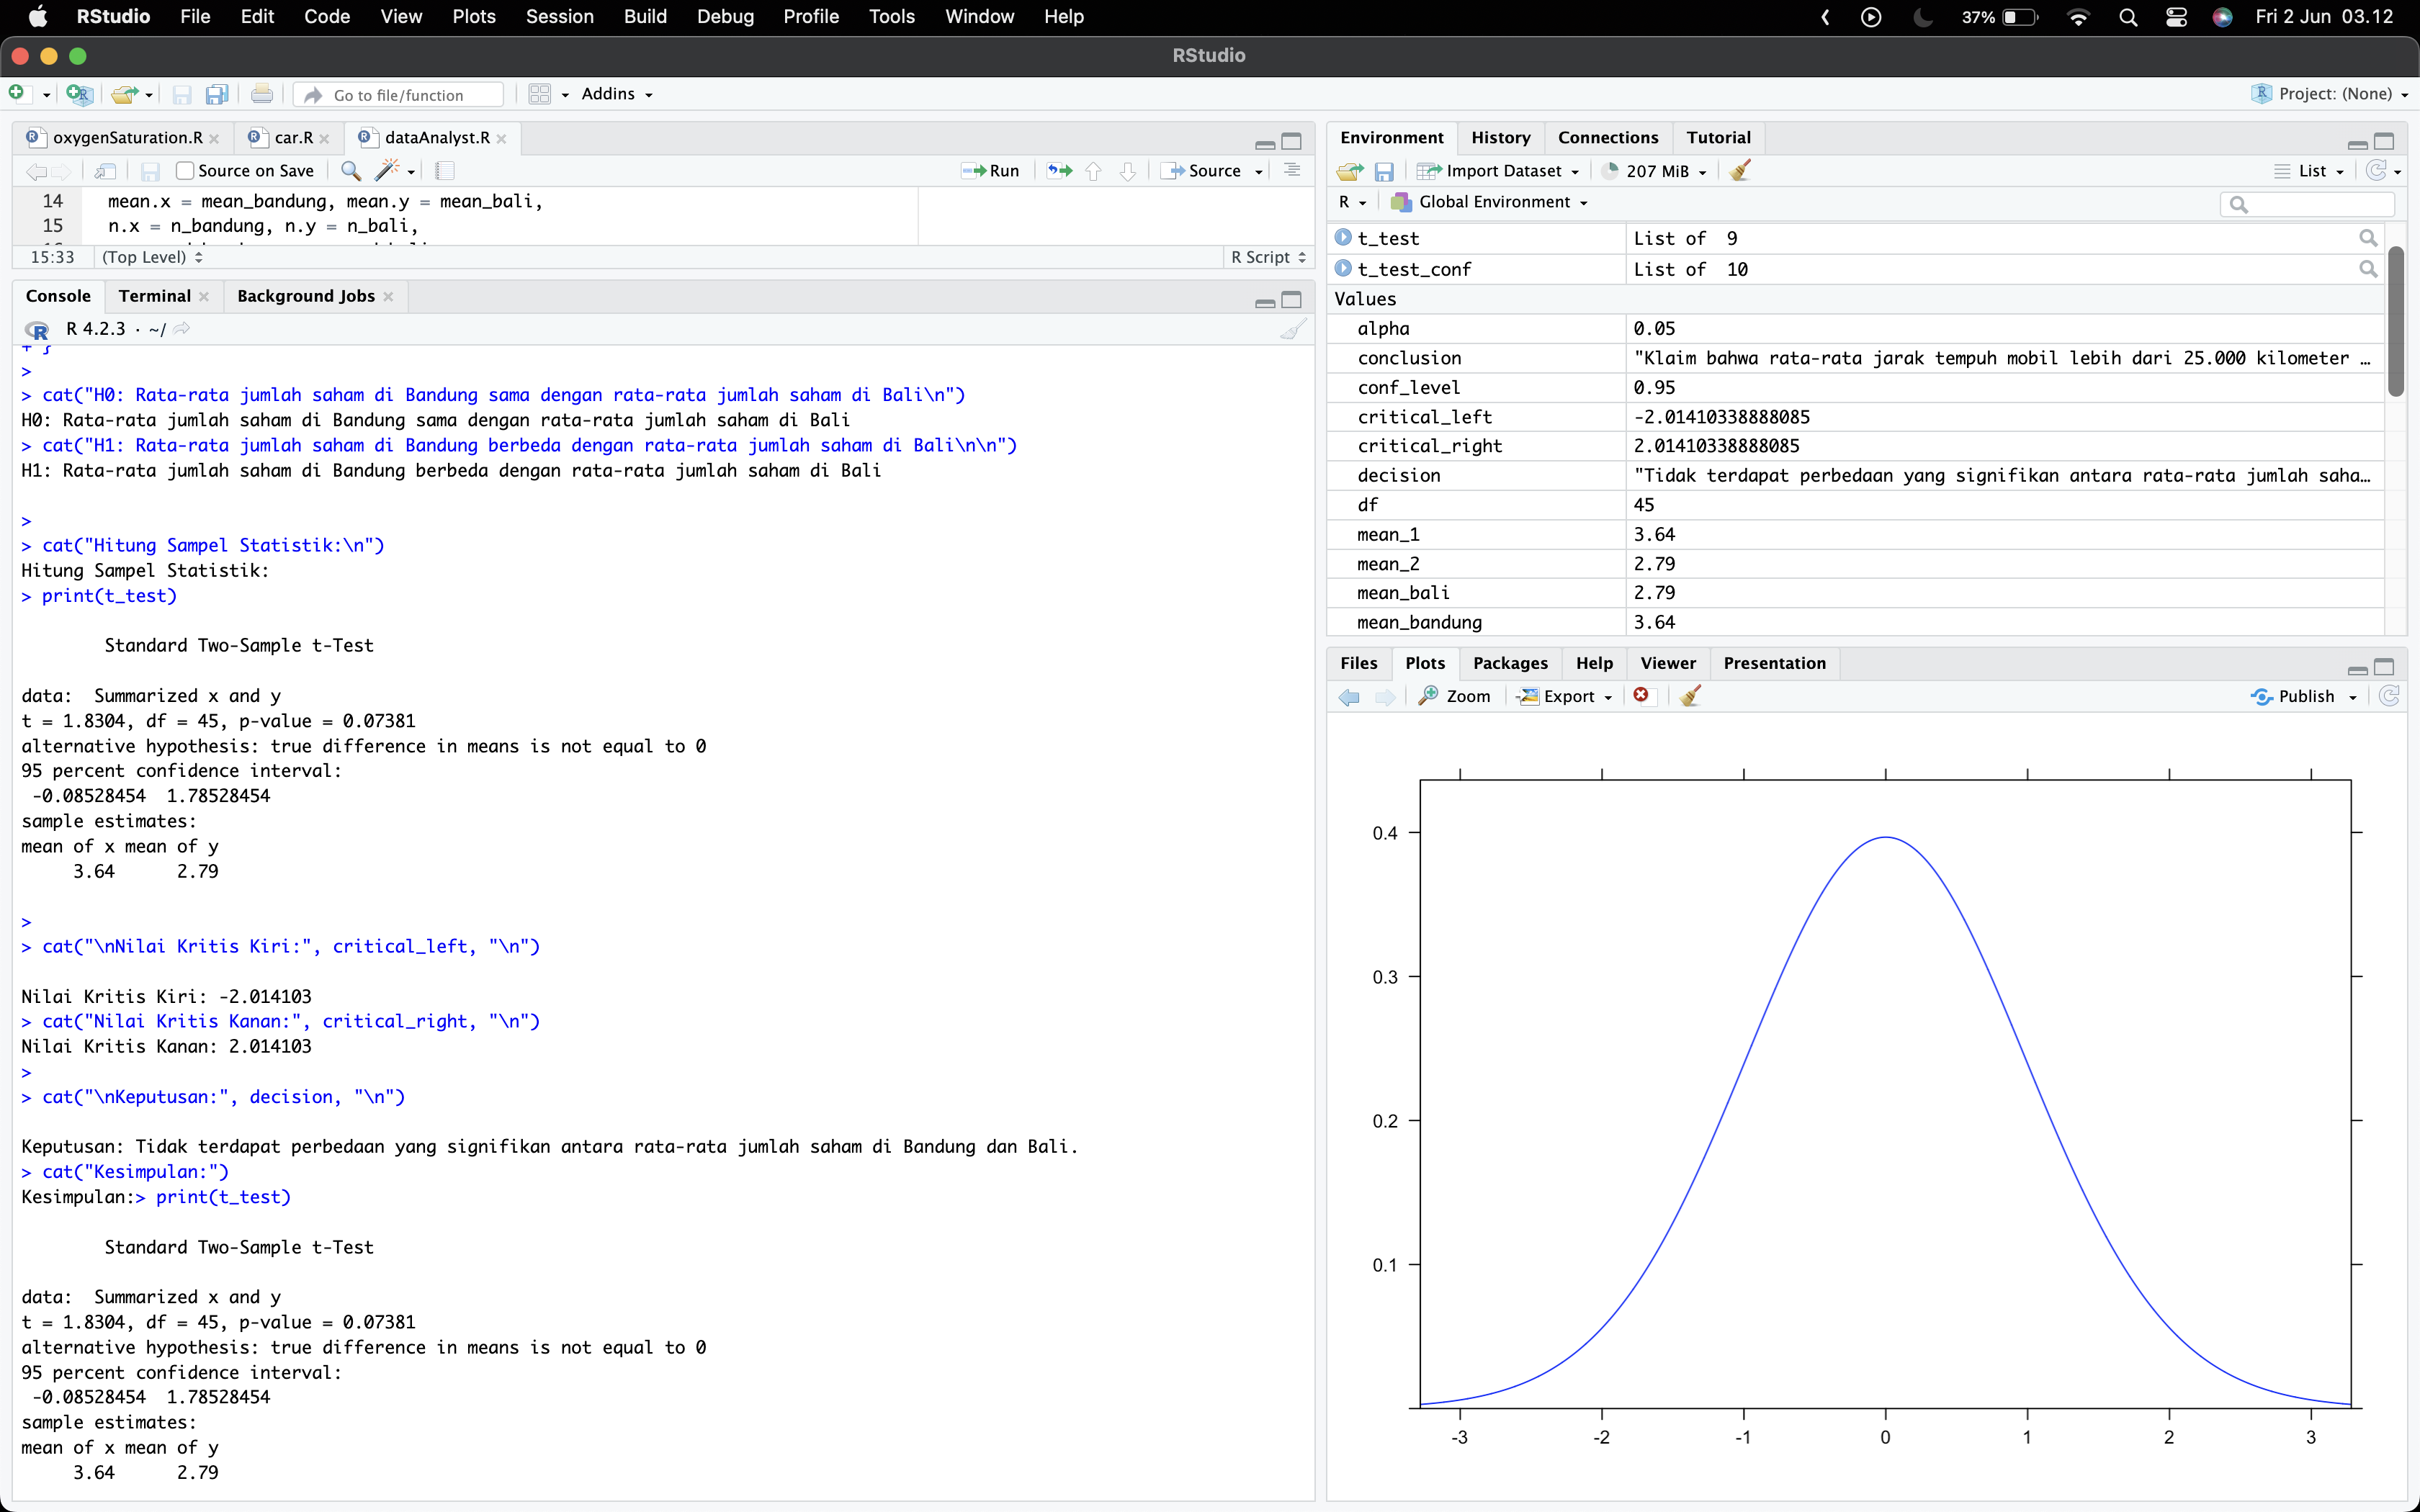 RStudio File Edit Code View Plots Session Build Debug Profile Tools Window Help 37% Fri 2 Jun 03.12
RStudio
Go to file/function Addins Project: (None)
oxygenSaturation.R car.R dataAnalyst.R
Source on Save Run Source
14 mean.x = mean_bandung, mean.y = mean_bali,
15 n.x = n_bandung, n.y = n_bali,
15:33 (Top Level) R Script
Console Terminal Background Jobs
R 4.2.3 · ~/
+ }
>
> cat("H0: Rata-rata jumlah saham di Bandung sama dengan rata-rata jumlah saham di Bali\n")
H0: Rata-rata jumlah saham di Bandung sama dengan rata-rata jumlah saham di Bali
> cat("H1: Rata-rata jumlah saham di Bandung berbeda dengan rata-rata jumlah saham di Bali\n\n")
H1: Rata-rata jumlah saham di Bandung berbeda dengan rata-rata jumlah saham di Bali
>
> cat("Hitung Sampel Statistik:\n")
Hitung Sampel Statistik:
> print(t_test)
Standard Two-Sample t-Test
data:  Summarized x and y
t = 1.8304, df = 45, p-value = 0.07381
alternative hypothesis: true difference in means is not equal to 0
95 percent confidence interval:
-0.08528454  1.78528454
sample estimates:
mean of x mean of y
3.64      2.79
>
> cat("\nNilai Kritis Kiri:", critical_left, "\n")
Nilai Kritis Kiri: -2.014103
> cat("Nilai Kritis Kanan:", critical_right, "\n")
Nilai Kritis Kanan: 2.014103
>
> cat("\nKeputusan:", decision, "\n")
Keputusan: Tidak terdapat perbedaan yang signifikan antara rata-rata jumlah saham di Bandung dan Bali.
> cat("Kesimpulan:")
Kesimpulan:> print(t_test)
Standard Two-Sample t-Test
data:  Summarized x and y
t = 1.8304, df = 45, p-value = 0.07381
alternative hypothesis: true difference in means is not equal to 0
95 percent confidence interval:
-0.08528454  1.78528454
sample estimates:
mean of x mean of y
3.64      2.79
Environment History Connections Tutorial
Import Dataset 207 MiB List
R Global Environment
t_test List of  9
t_test_conf List of  10
Values
alpha 0.05
conclusion "Klaim bahwa rata-rata jarak tempuh mobil lebih dari 25.000 kilometer …
conf_level 0.95
critical_left -2.01410338888085
critical_right 2.01410338888085
decision "Tidak terdapat perbedaan yang signifikan antara rata-rata jumlah saha…
df 45
mean_1 3.64
mean_2 2.79
mean_bali 2.79
mean_bandung 3.64
Files Plots Packages Help Viewer Presentation
Zoom Export Publish
0.4
0.3
0.2
0.1
-3 -2 -1 0 1 2 3